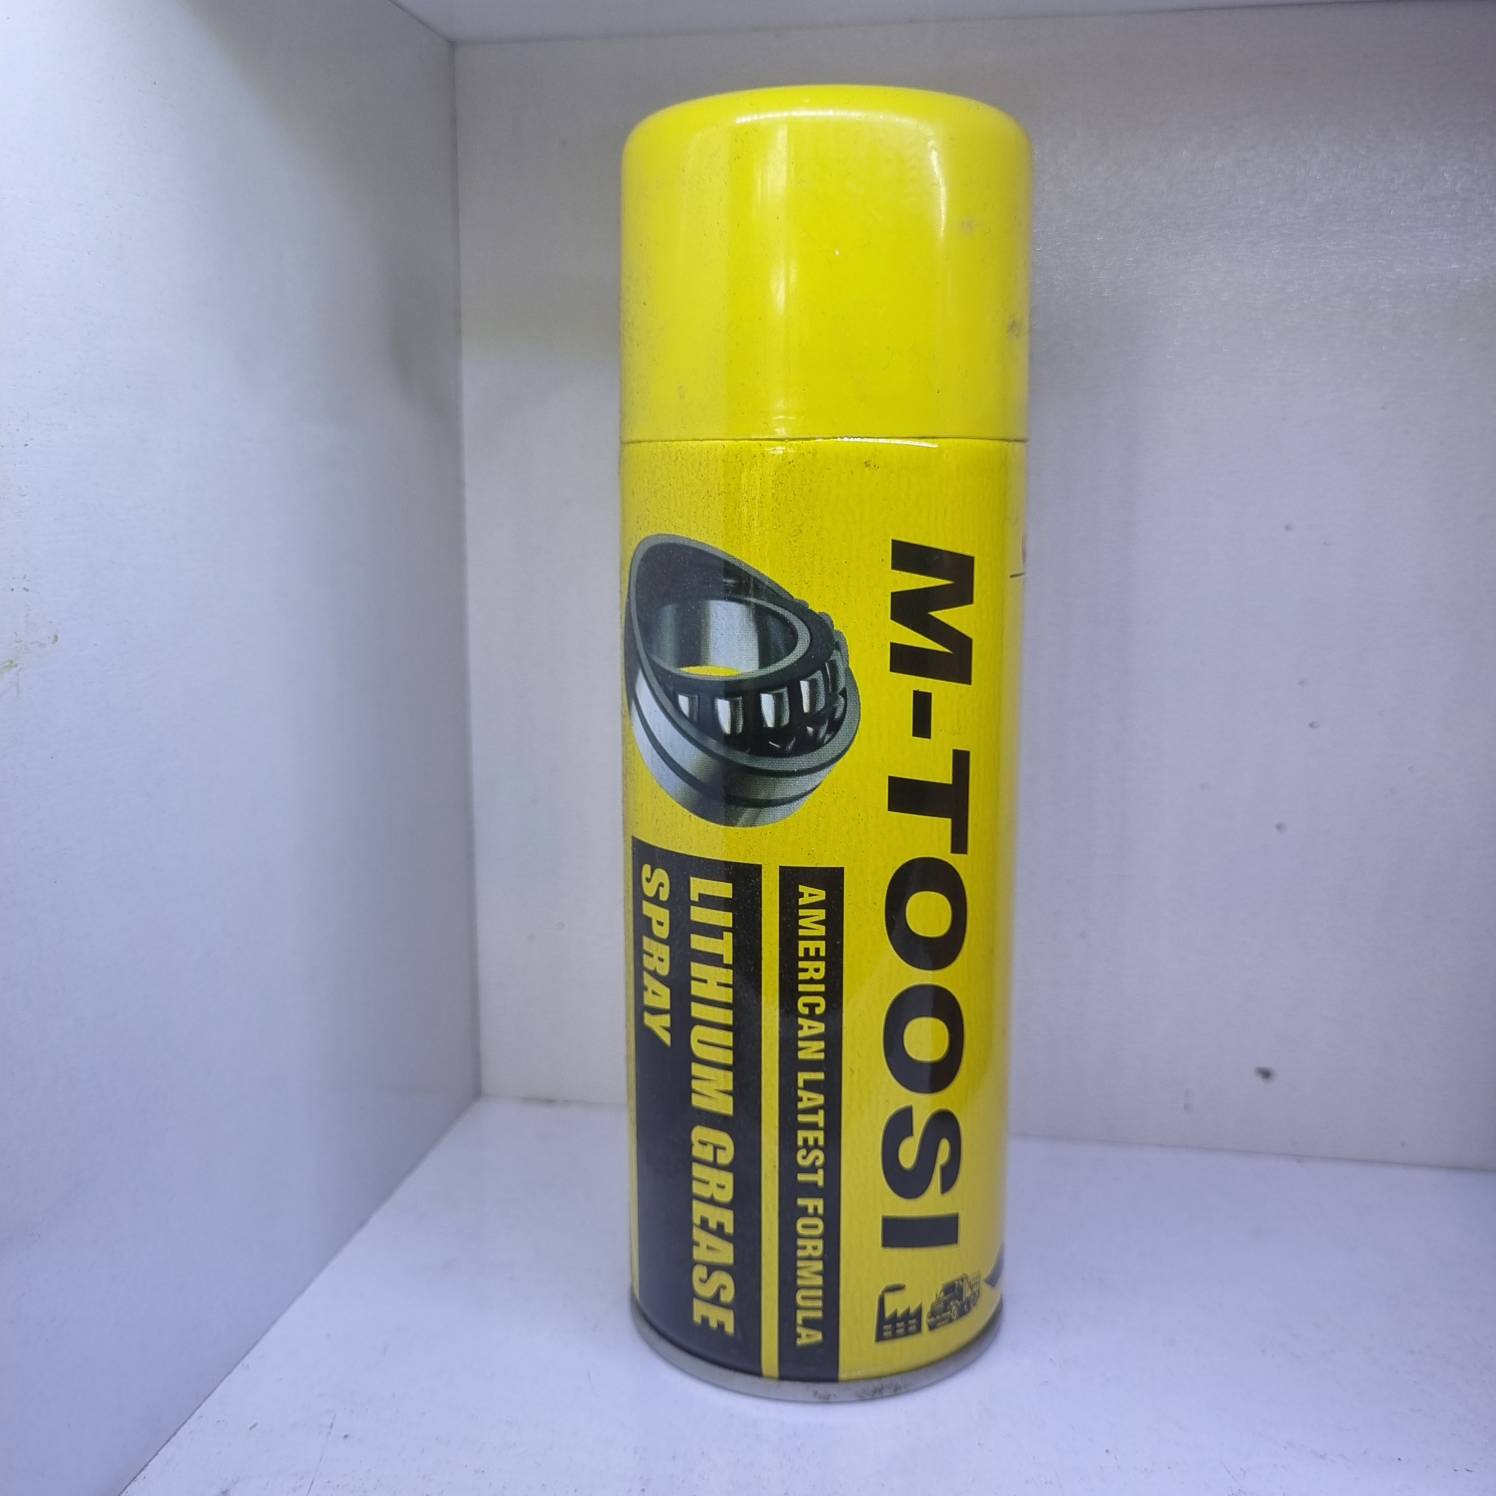 M-TOOSI
AMERICAN LATEST FORMULA
LITHIUM GREASE
SPRAY